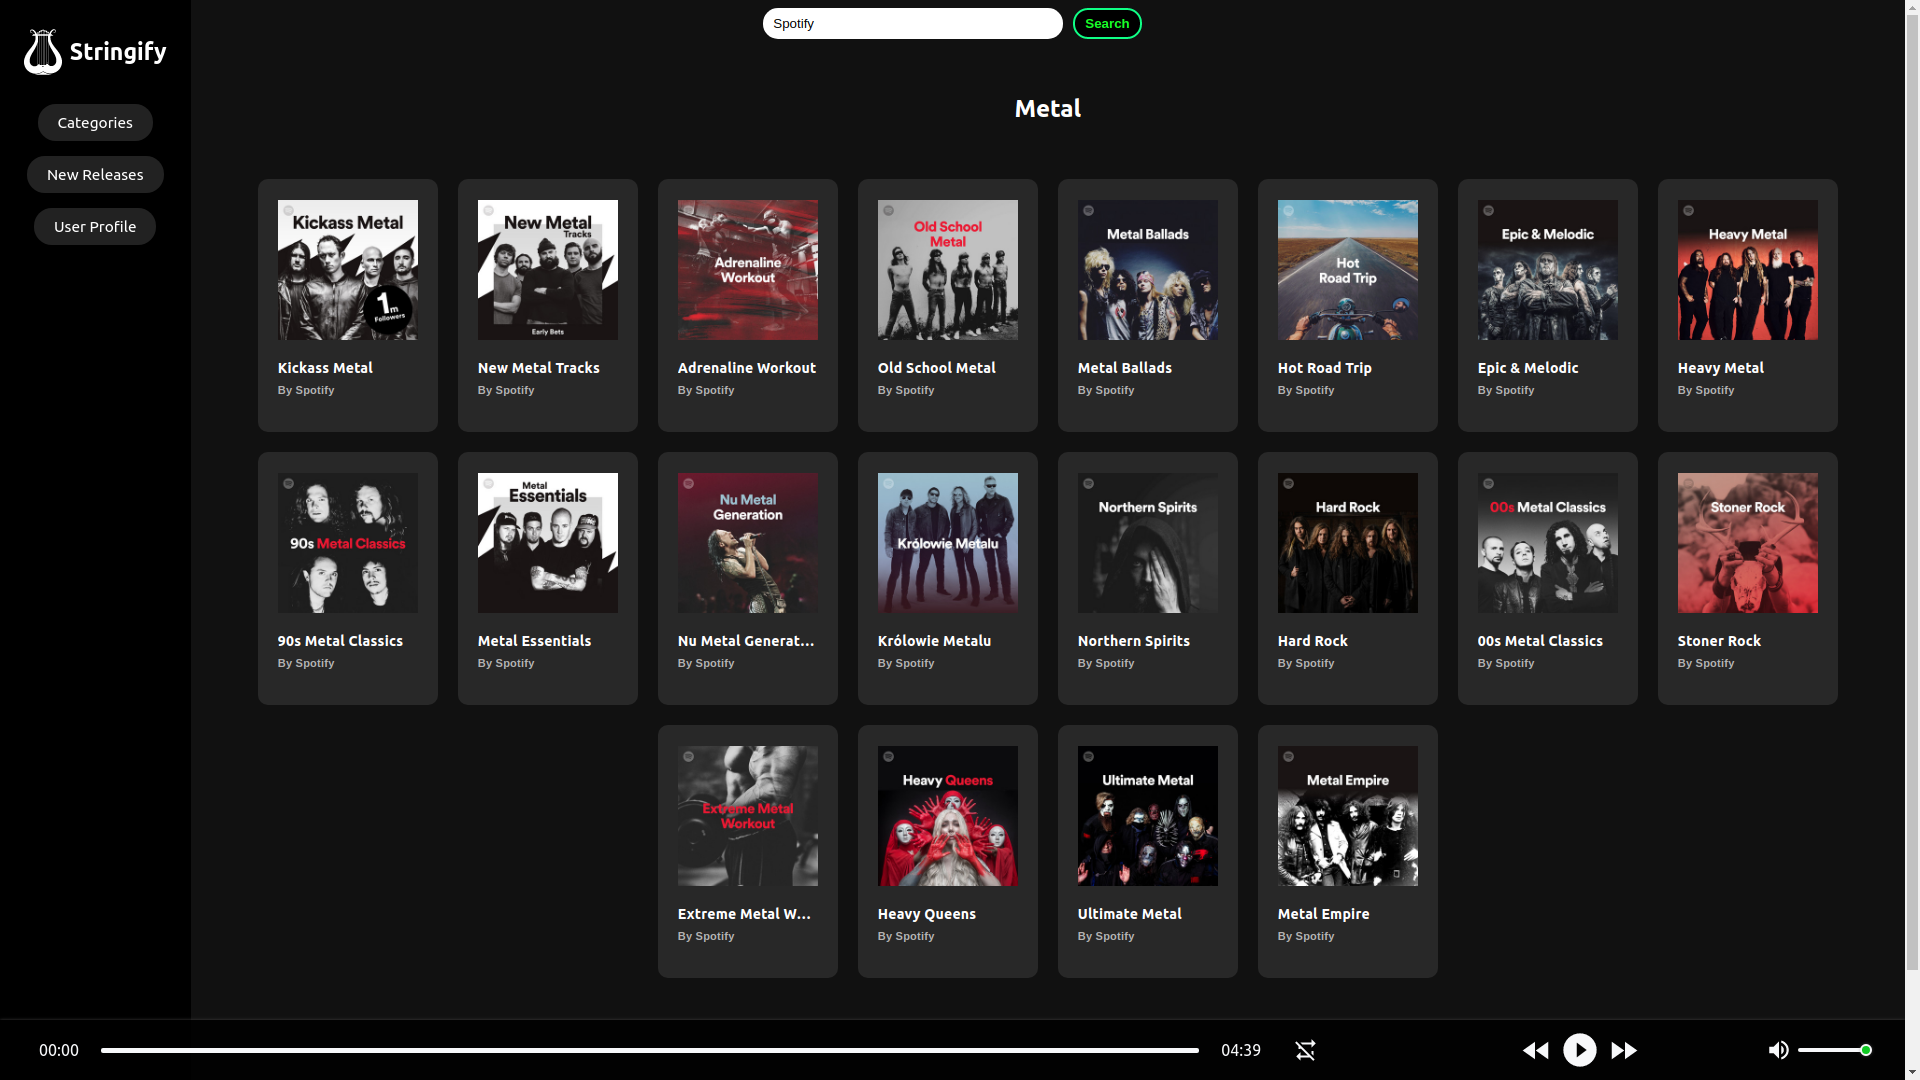 Stringify
Spotify
Search
Categories
New Releases
User Profile
Metal
Kickass Metal
1m
Followers
Kickass Metal
By Spotify
New Metal
Tracks
Early Bets
New Metal Tracks
By Spotify
Adrenaline
Workout
Adrenaline Workout
By Spotify
Old School
Metal
Old School Metal
By Spotify
Metal Ballads
Metal Ballads
By Spotify
Hot
Road Trip
Hot Road Trip
By Spotify
Epic & Melodic
Epic & Melodic
By Spotify
Heavy Metal
Heavy Metal
By Spotify
90s Metal Classics
90s Metal Classics
By Spotify
Metal
Essentials
Metal Essentials
By Spotify
Nu Metal
Generation
Nu Metal Generat...
By Spotify
Królowie Metalu
Królowie Metalu
By Spotify
Northern Spirits
Northern Spirits
By Spotify
Hard Rock
Hard Rock
By Spotify
00s Metal Classics
00s Metal Classics
By Spotify
Stoner Rock
Stoner Rock
By Spotify
Extreme Metal
Workout
Extreme Metal W...
By Spotify
Heavy Queens
Heavy Queens
By Spotify
Ultimate Metal
Ultimate Metal
By Spotify
Metal Empire
Metal Empire
By Spotify
00:00
04:39